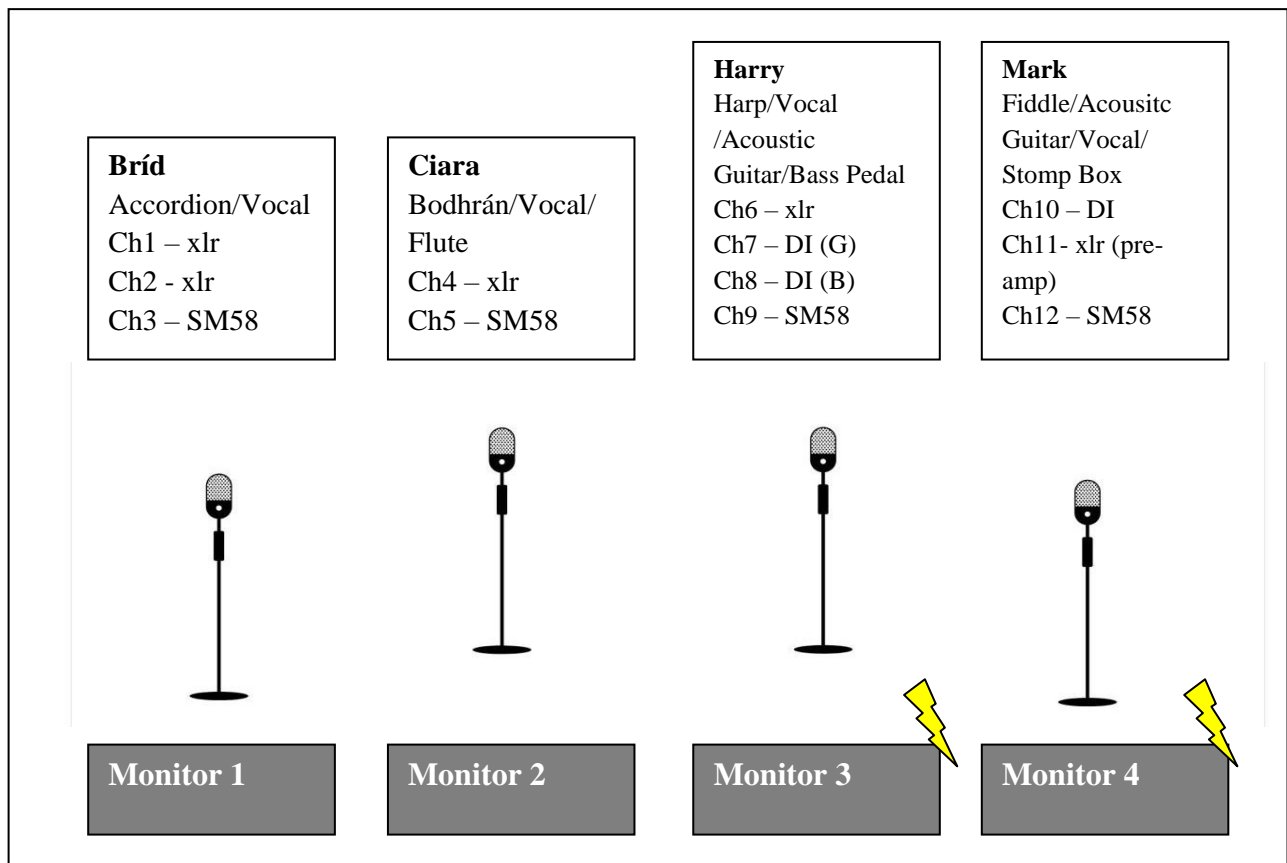 Bríd
Accordion/Vocal
Ch1 – xlr
Ch2 - xlr
Ch3 – SM58
Ciara
Bodhrán/Vocal/
Flute
Ch4 – xlr
Ch5 – SM58
Harry
Harp/Vocal
/Acoustic
Guitar/Bass Pedal
Ch6 – xlr
Ch7 – DI (G)
Ch8 – DI (B)
Ch9 – SM58
Mark
Fiddle/Acousitc
Guitar/Vocal/
Stomp Box
Ch10 – DI
Ch11- xlr (pre-
amp)
Ch12 – SM58
Monitor 1
Monitor 2
Monitor 3
Monitor 4